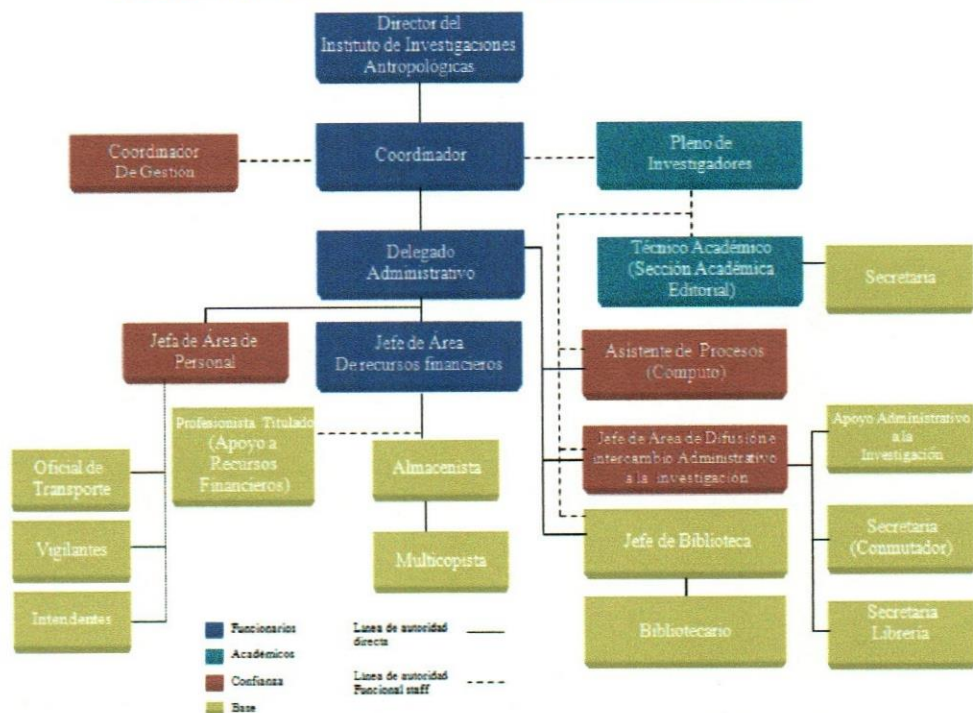 Director del
Instituto de Investigaciones
Antropológicas
Coordinador
De Gestión
Coordinador
Pleno de
Investigadores
Delegado
Administrativo
Técnico Académico
(Sección Académica
Editorial)
Secretaria
Jefa de Área de
Personal
Jefe de Área
De recursos financieros
Asistente de Procesos
(Computo)
Profesionista Titulado
(Apoyo a
Recursos
Financieros)
Jefe de Área de Difusión e
intercambio Administrativo
a la investigación
Apoyo Administrativo
a la
Investigación
Oficial de
Transporte
Almacenista
Vigilantes
Jefe de Biblioteca
Secretaria
(Conmutador)
Multicopista
Intendentes
Bibliotecario
Secretaria
Librería
Funcionarios
Académicos
Confianza
Base
Linea de autoridad
directa
Linea de autoridad
Funcional staff